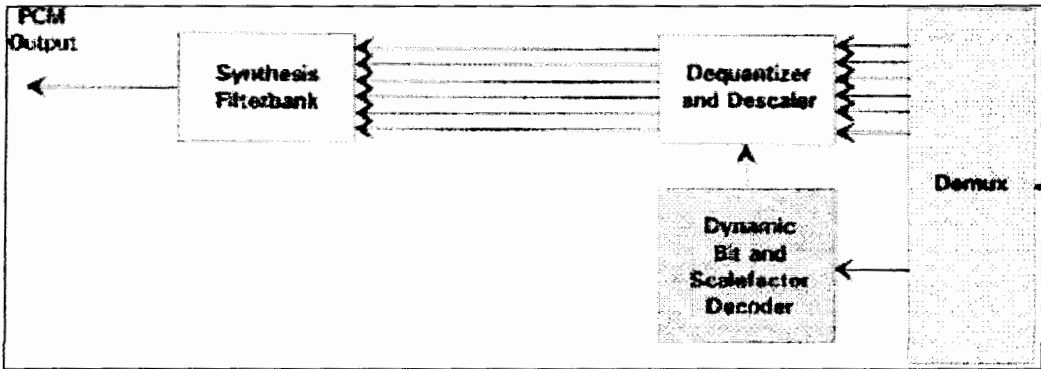 PCM
Output
Synthesis
Filterbank
Dequantizer
and Descaler
Demux
Dynamic
Bit and
Scalefactor
Decoder